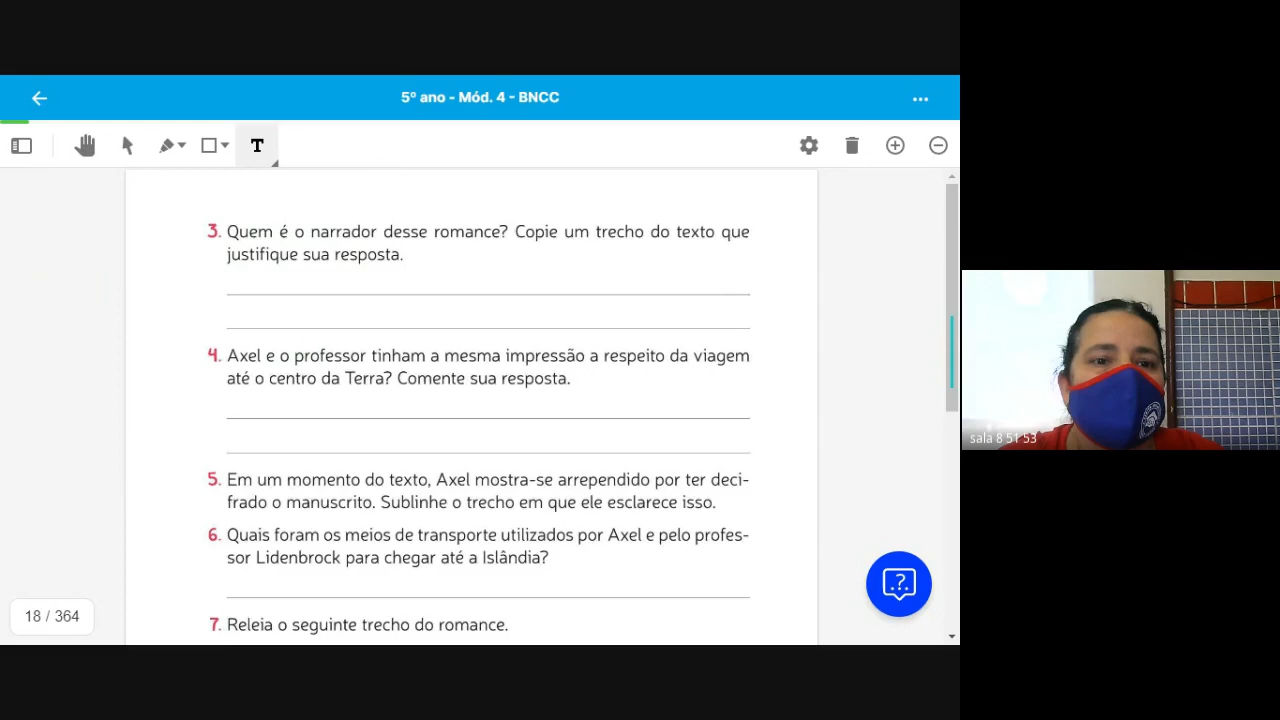 5º ano - Mód. 4 - BNCC
T
3. Quem é o narrador desse romance? Copie um trecho do texto que
justifique sua resposta.
4. Axel e o professor tinham a mesma impressão a respeito da viagem
até o centro da Terra? Comente sua resposta.
5. Em um momento do texto, Axel mostra-se arrependido por ter deci-
frado o manuscrito. Sublinhe o trecho em que ele esclarece isso.
6. Quais foram os meios de transporte utilizados por Axel e pelo profes-
sor Lidenbrock para chegar até a Islândia?
7. Releia o seguinte trecho do romance.
18 / 364
.?.
sala 8 51 53